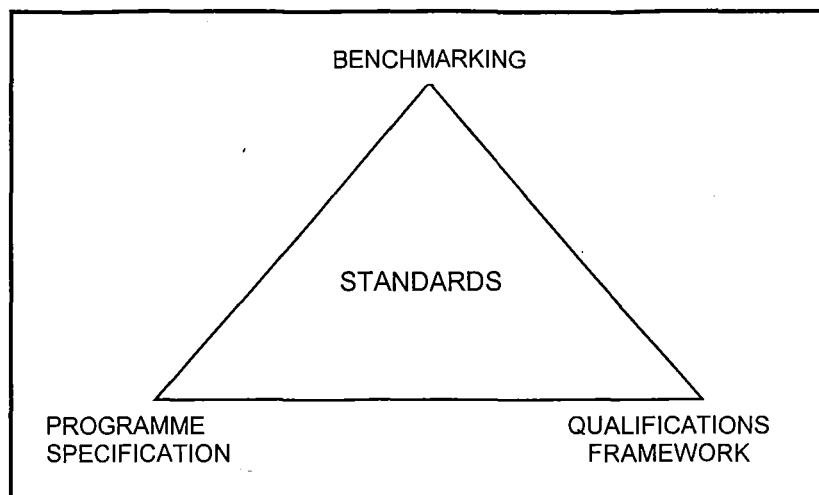 BENCHMARKING
STANDARDS
PROGRAMME
SPECIFICATION
QUALIFICATIONS
FRAMEWORK